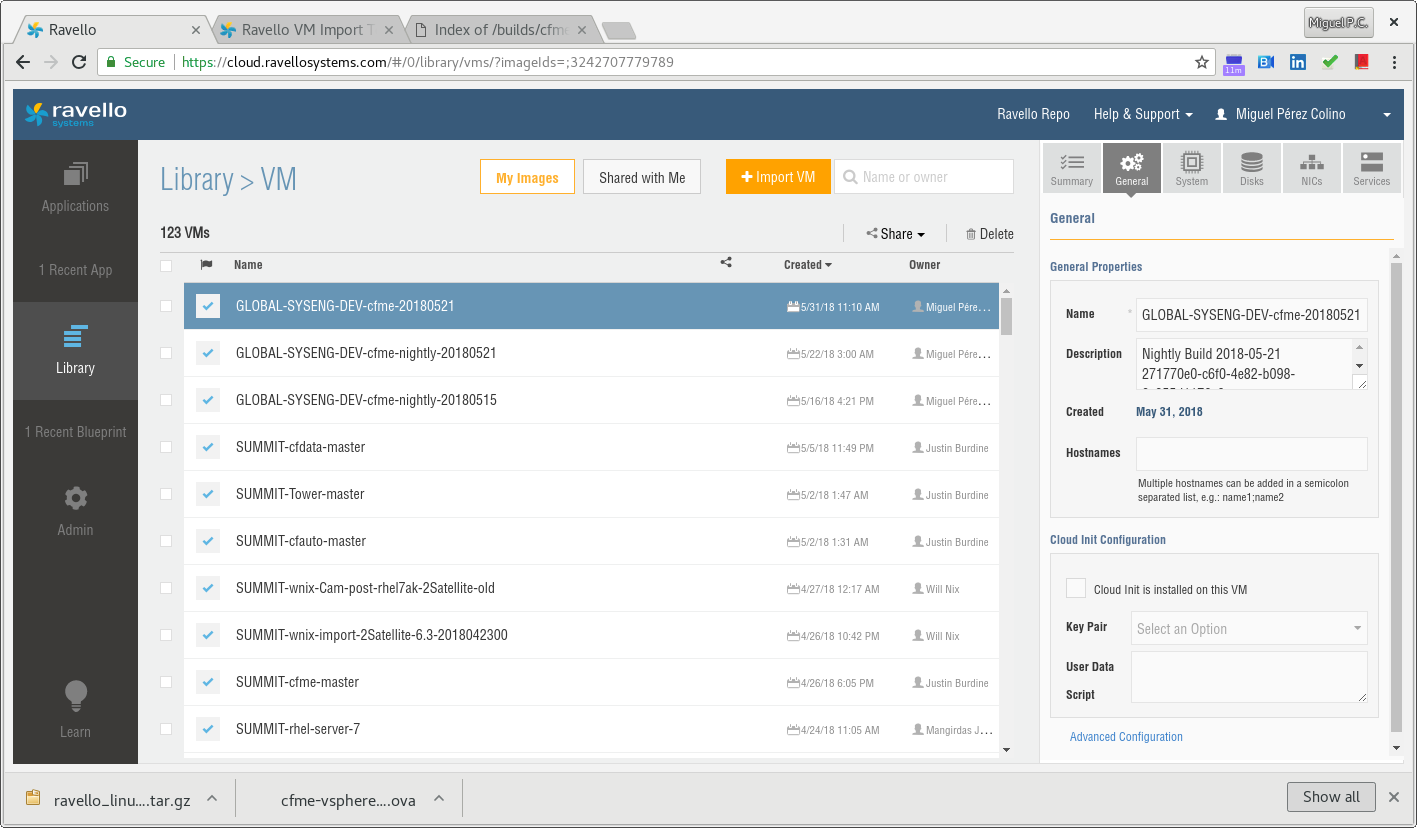 Ravello
Ravello VM Import T
Index of /builds/cfme
Miguel P.C.
Secure
https://cloud.ravellosystems.com/#/0/library/vms/?imageIds=;3242707779789
11m
ravello
systems
Ravello Repo
Help & Support
Miguel Pérez Colino
Applications
1 Recent App
Library
1 Recent Blueprint
Admin
Learn
Library > VM
My Images
Shared with Me
+ Import VM
Name or owner
123 VMs
Share
Delete
Name
Created
Owner
GLOBAL-SYSENG-DEV-cfme-20180521
5/31/18 11:10 AM
Miguel Pére...
GLOBAL-SYSENG-DEV-cfme-nightly-20180521
5/22/18 3:00 AM
Miguel Pére...
GLOBAL-SYSENG-DEV-cfme-nightly-20180515
5/16/18 4:21 PM
Miguel Pére...
SUMMIT-cfdata-master
5/5/18 11:49 PM
Justin Burdine
SUMMIT-Tower-master
5/2/18 1:47 AM
Justin Burdine
SUMMIT-cfauto-master
5/2/18 1:31 AM
Justin Burdine
SUMMIT-wnix-Cam-post-rhel7ak-2Satellite-old
4/27/18 12:17 AM
Will Nix
SUMMIT-wnix-import-2Satellite-6.3-2018042300
4/26/18 10:42 PM
Will Nix
SUMMIT-cfme-master
4/26/18 6:05 PM
Justin Burdine
SUMMIT-rhel-server-7
4/24/18 11:05 AM
Mangirdas J...
Summary
General
System
Disks
NICs
Services
General
General Properties
Name
*
GLOBAL-SYSENG-DEV-cfme-20180521
Description
Nightly Build 2018-05-21
271770e0-c6f0-4e82-b098-
Created
May 31, 2018
Hostnames
Multiple hostnames can be added in a semicolon
separated list, e.g.: name1;name2
Cloud Init Configuration
Cloud Init is installed on this VM
Key Pair
Select an Option
User Data
Script
Advanced Configuration
ravello_linu....tar.gz
cfme-vsphere....ova
Show all